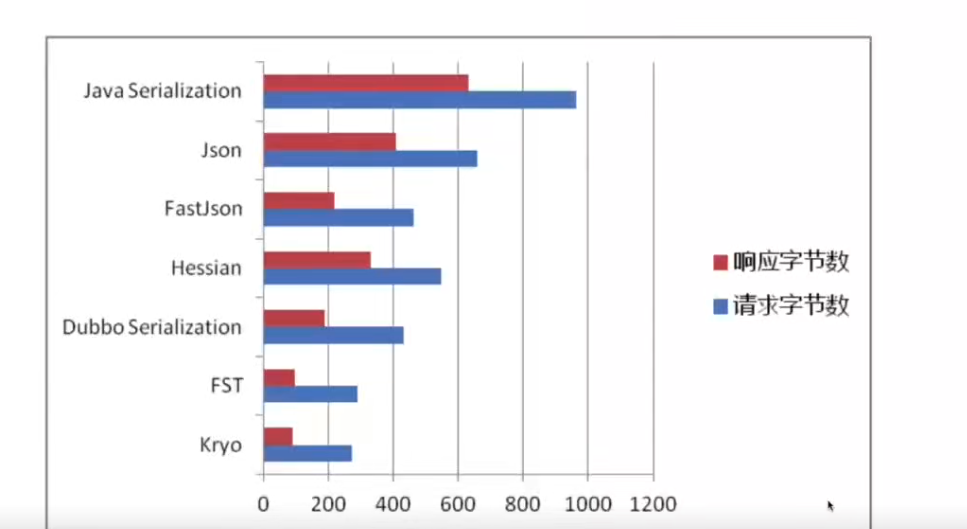 Java Serialization
Json
FastJson
Hessian
Dubbo Serialization
FST
Kryo
0 200 400 600 800 1000 1200
响应字节数
请求字节数